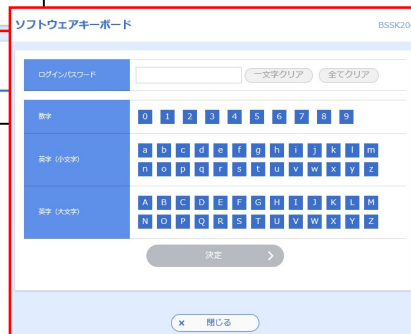 ソフトウェアキーボード
BSSK204
ログインパスワード
一文字クリア
全てクリア
数字
0 1 2 3 4 5 6 7 8 9
英字（小文字）
a b c d e f g h i j k l m
n o p q r s t u v w x y z
英字（大文字）
A B C D E F G H I J K L M
N O P Q R S T U V W X Y Z
決定
× 閉じる